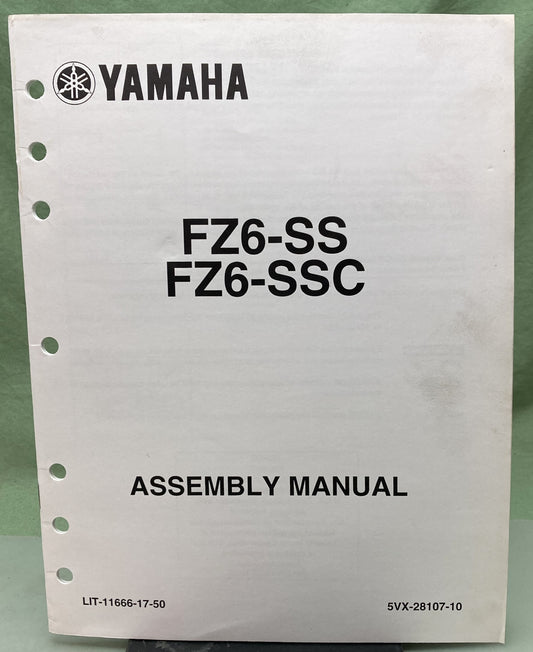 YAMAHA
FZ6-SS
FZ6-SSC
ASSEMBLY MANUAL
LIT-11666-17-50
5VX-28107-10